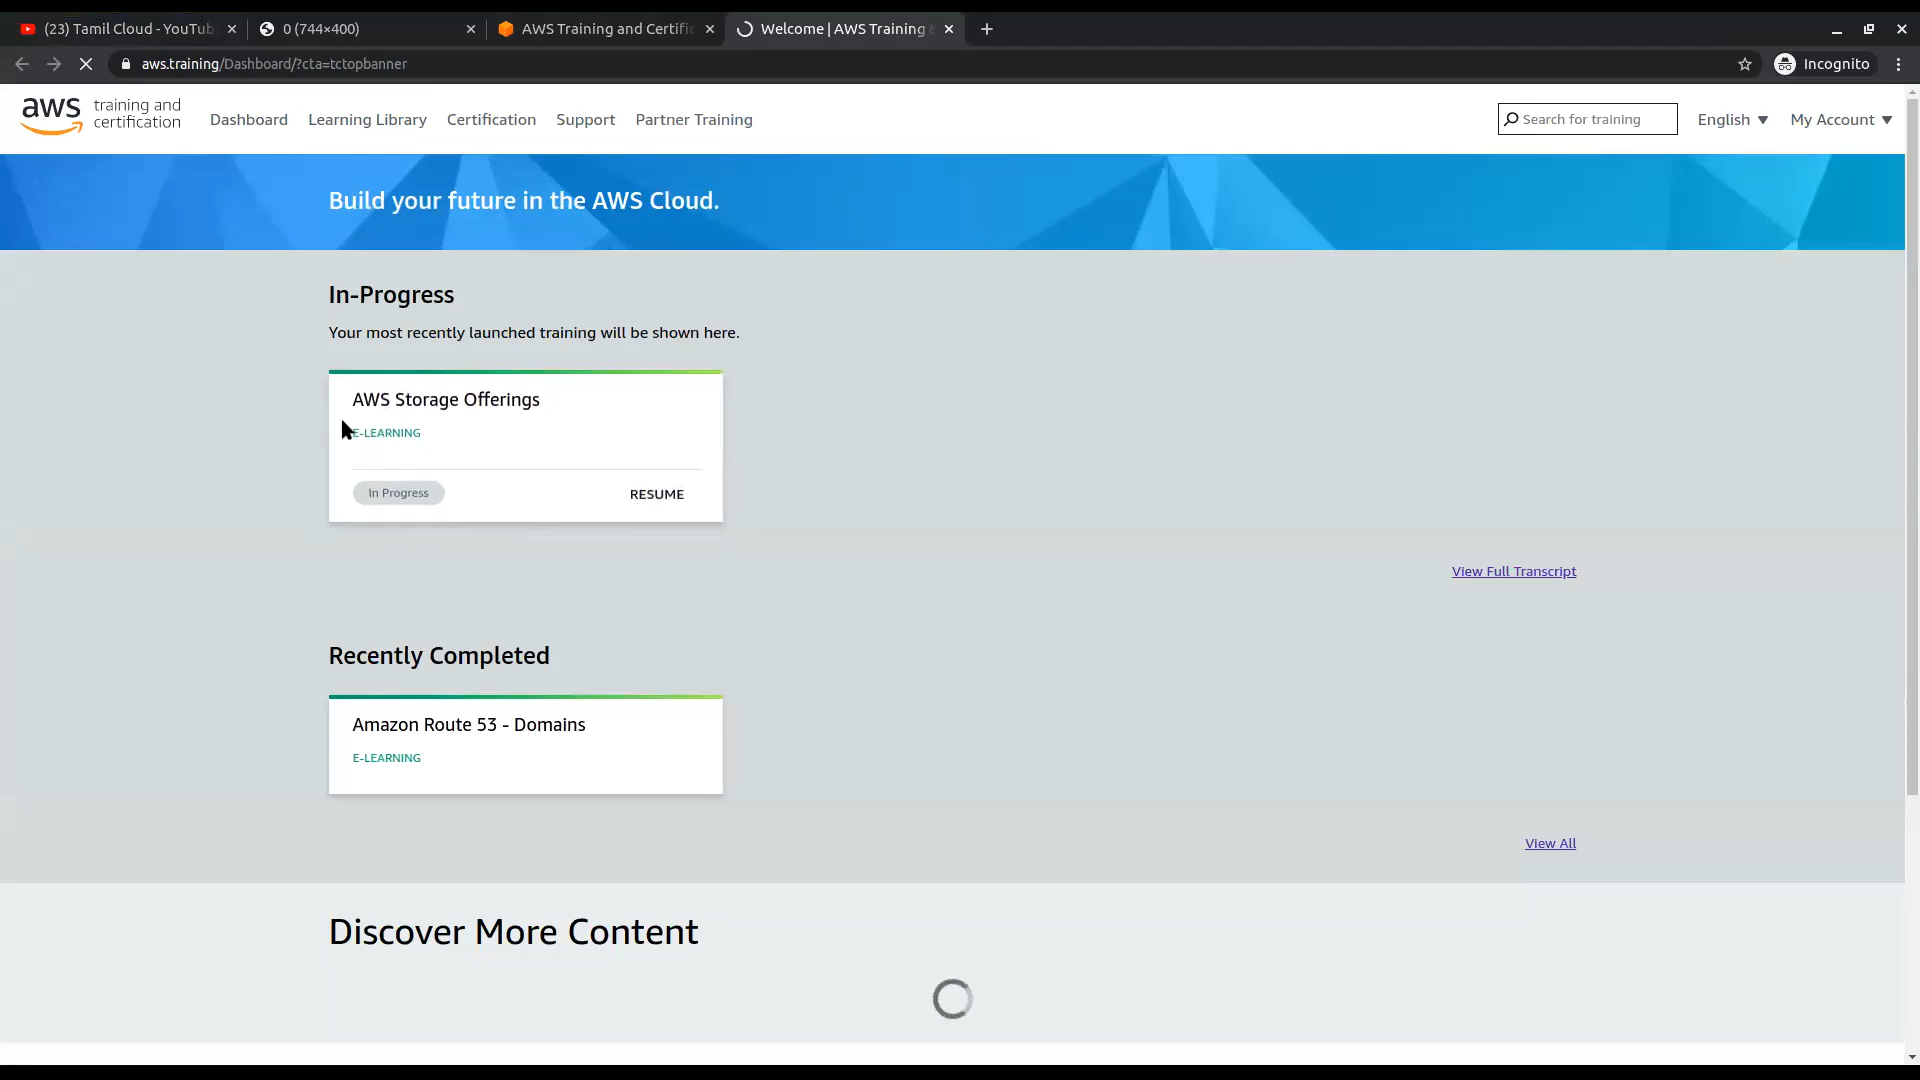 (23) Tamil Cloud - YouTub
0 (744×400)
AWS Training and Certific
Welcome | AWS Training
aws.training/Dashboard/?cta=tctopbanner
Incognito
aws training and
certification
Dashboard
Learning Library
Certification
Support
Partner Training
Search for training
English
My Account
Build your future in the AWS Cloud.
In-Progress
Your most recently launched training will be shown here.
AWS Storage Offerings
E-LEARNING
In Progress
RESUME
View Full Transcript
Recently Completed
Amazon Route 53 - Domains
E-LEARNING
View All
Discover More Content